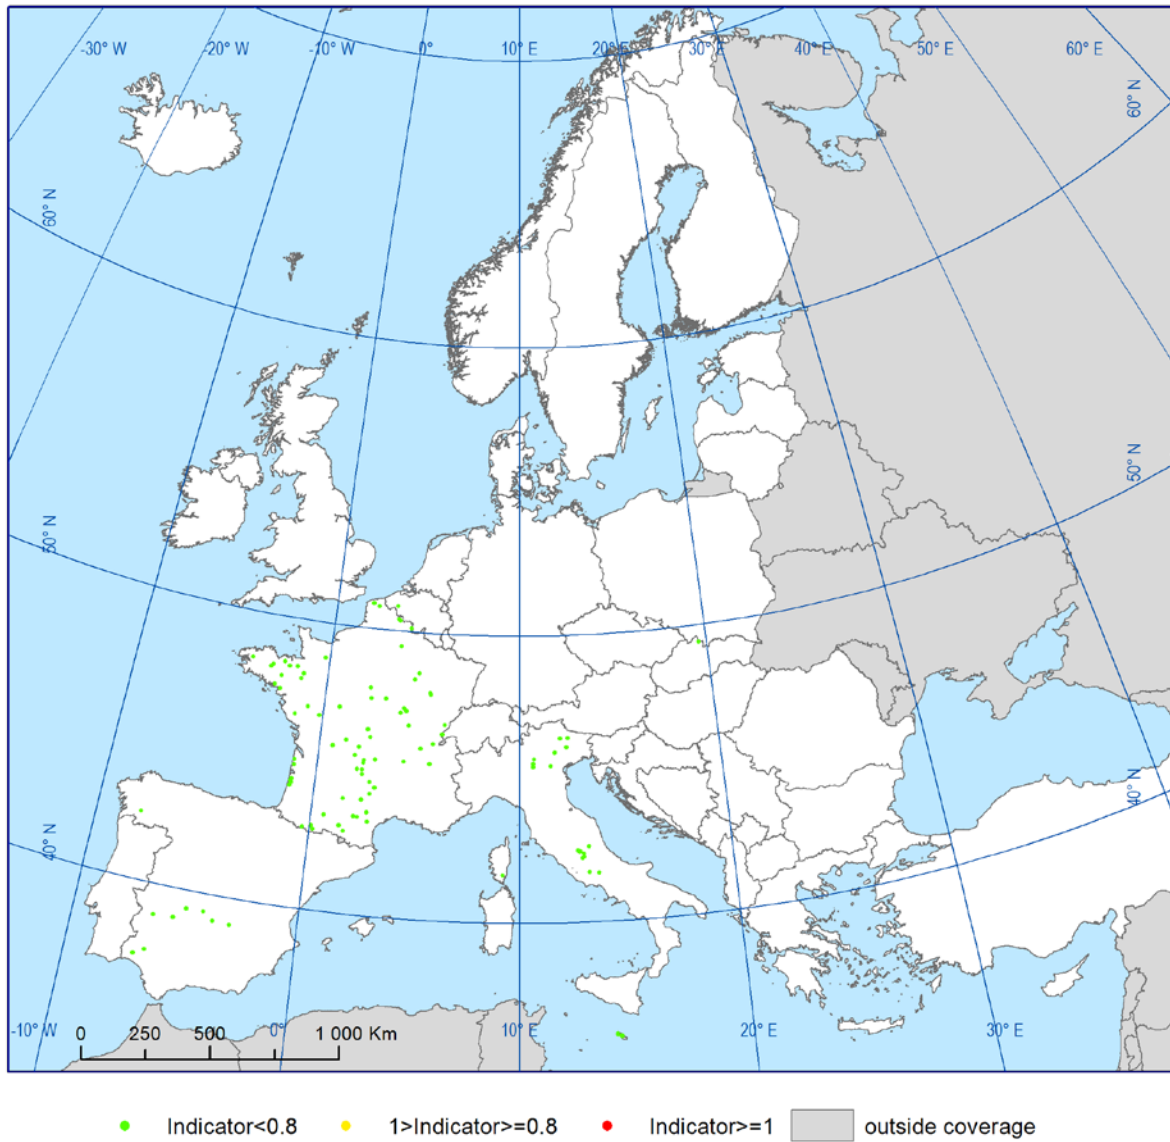 -30° W -20° W -10° W 0° 10° E 20° E 30° E 40° E 50° E 60° E
60° N
60° N
50° N
50° N
40° N
40° N
-10° W 0° 10° E 20° E 30° E
0 250 500 1 000 Km
Indicator<0.8 1>Indicator>=0.8 Indicator>=1 outside coverage